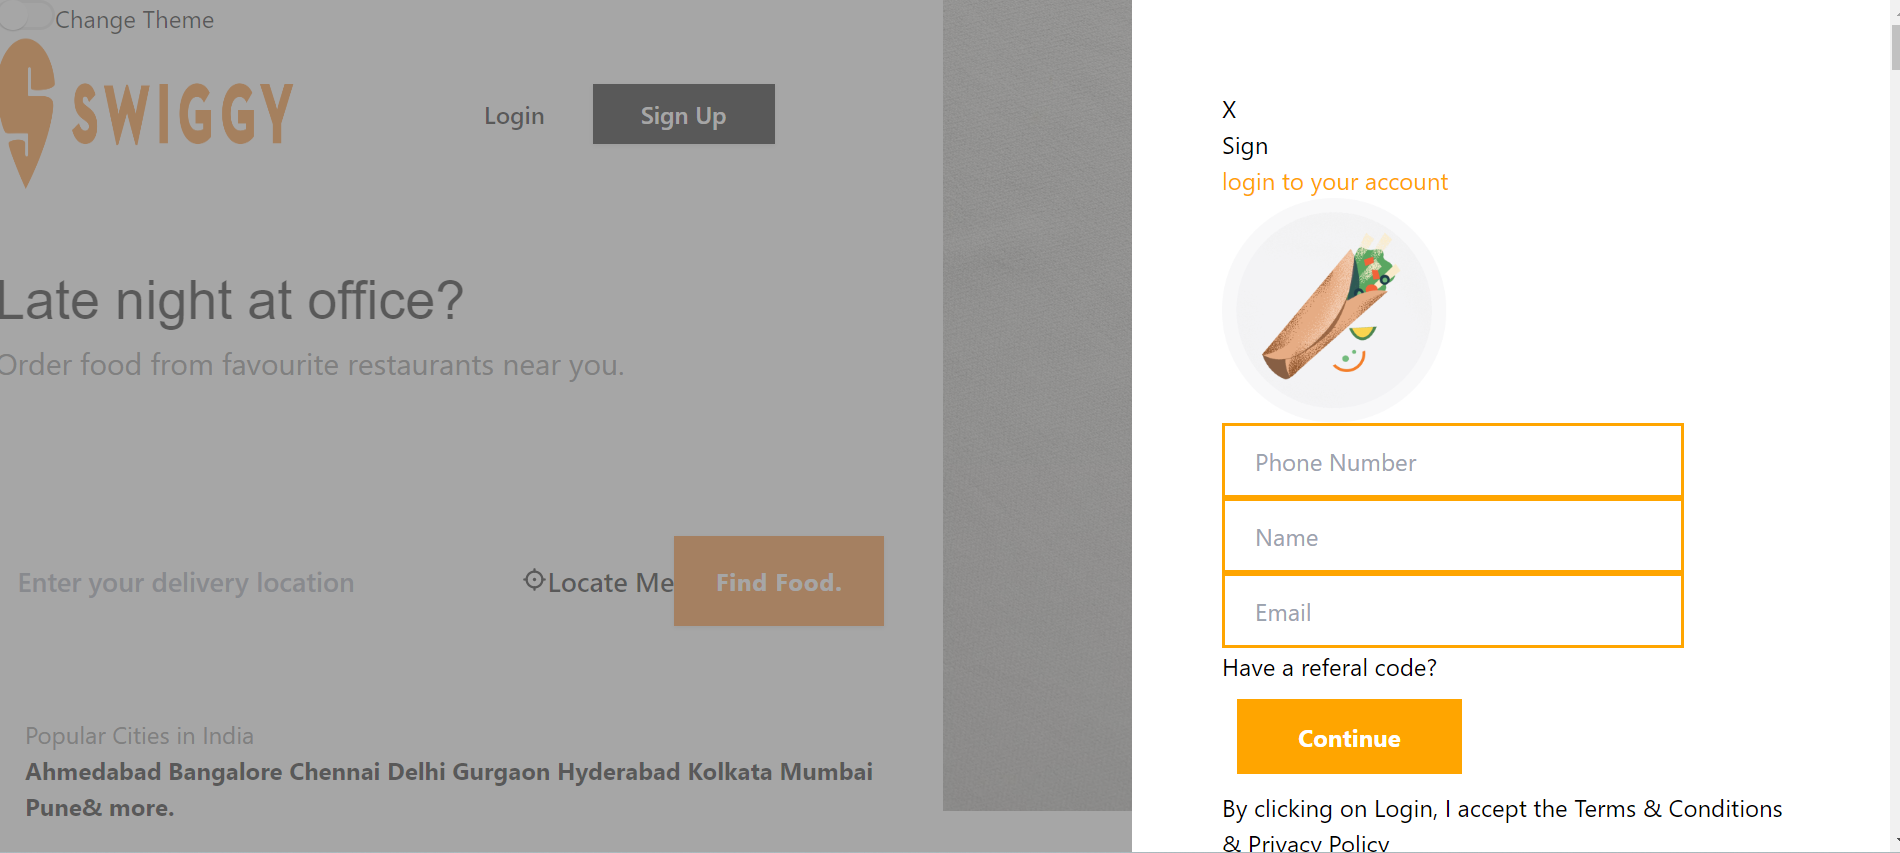 Change Theme
SWIGGY
Login
Sign Up
Late night at office?
Order food from favourite restaurants near you.
Enter your delivery location
Locate Me
Find Food.
Popular Cities in India
Ahmedabad Bangalore Chennai Delhi Gurgaon Hyderabad Kolkata Mumbai
Pune& more.
X
Sign
login to your account
Phone Number
Name
Email
Have a referal code?
Continue
By clicking on Login, I accept the Terms & Conditions
& Privacy Policy